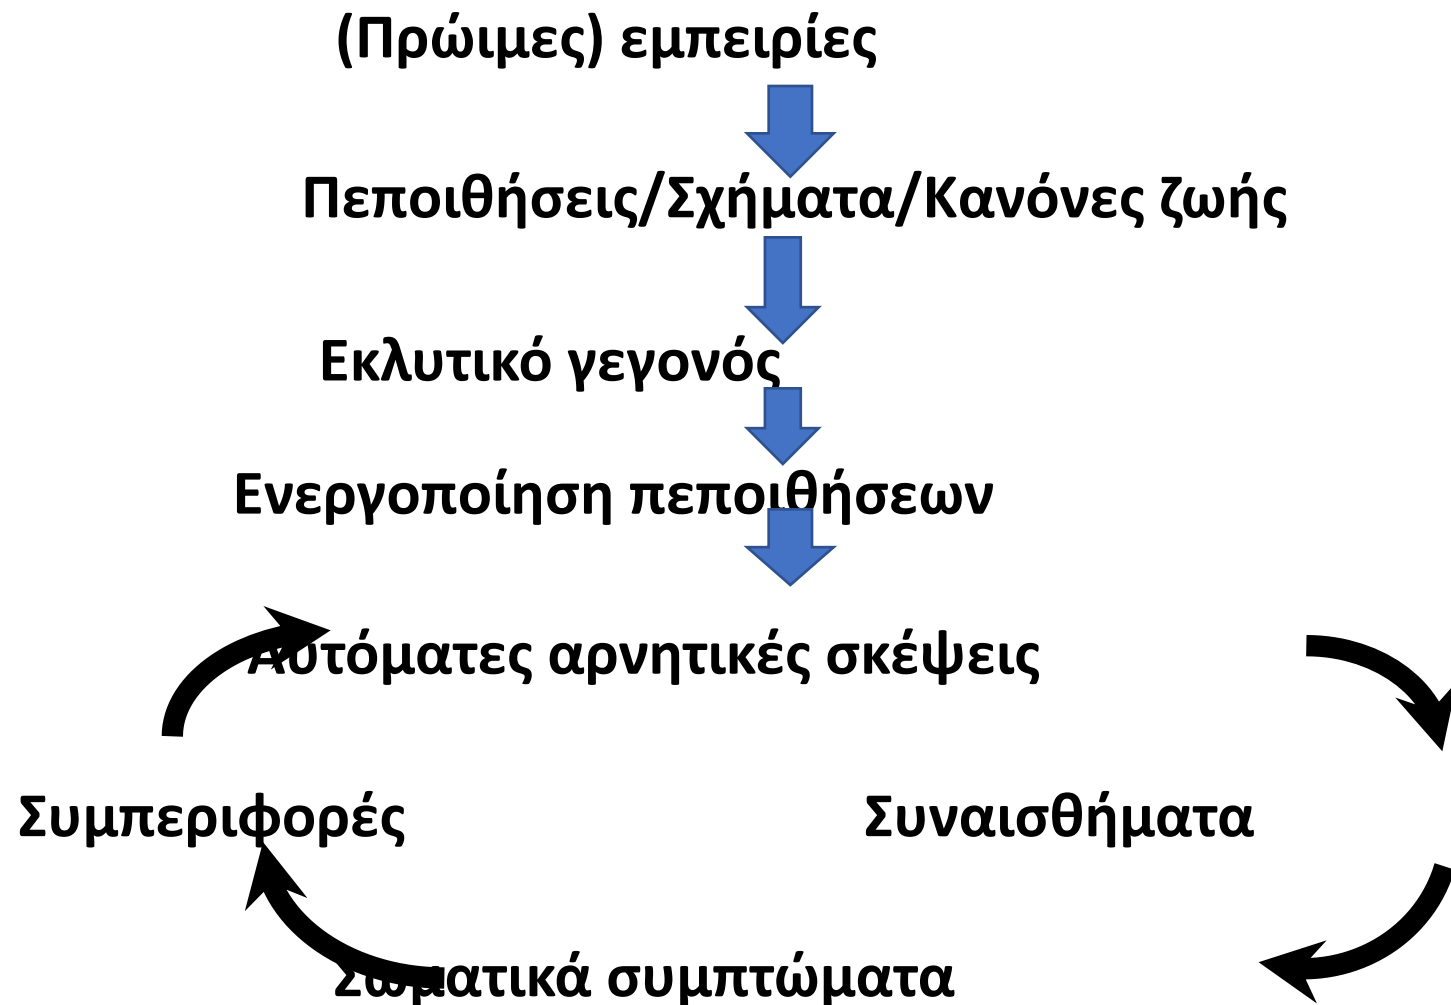 (Πρώιμες) εμπειρίες
Πεποιθήσεις/Σχήματα/Κανόνες ζωής
Εκλυτικό γεγονός
Ενεργοποίηση πεποιθήσεων
Αυτόματες αρνητικές σκέψεις
Συμπεριφορές Συναισθήματα
Σωματικά συμπτώματα